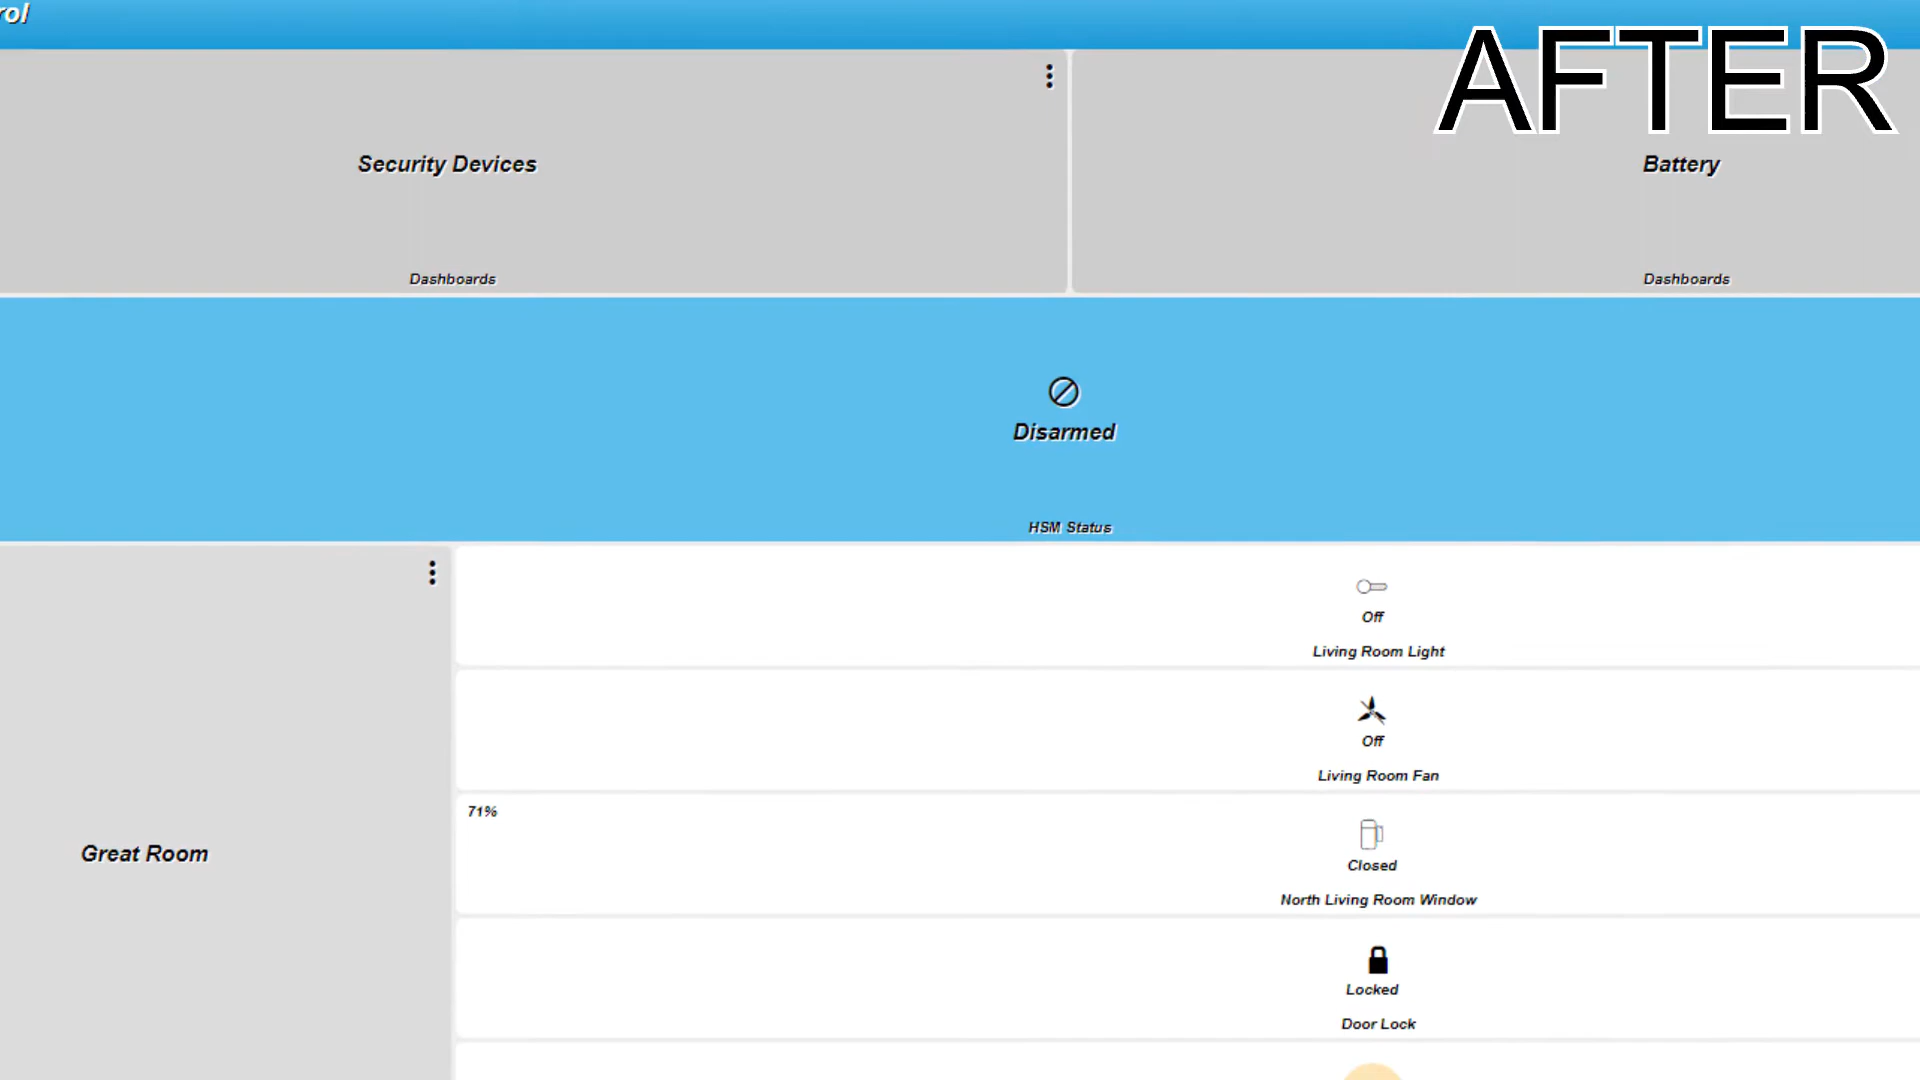 rol
AFTER
Security Devices
Battery
Dashboards
Dashboards
Disarmed
HSM Status
Off
Living Room Light
Off
Living Room Fan
71%
Great Room
Closed
North Living Room Window
Locked
Door Lock